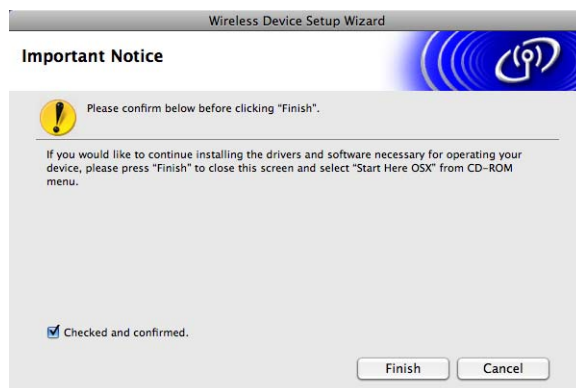 Wireless Device Setup Wizard
Important Notice
Please confirm below before clicking "Finish".
If you would like to continue installing the drivers and software necessary for operating your
device, please press "Finish" to close this screen and select "Start Here OSX" from CD-ROM
menu.
Checked and confirmed.
Finish Cancel